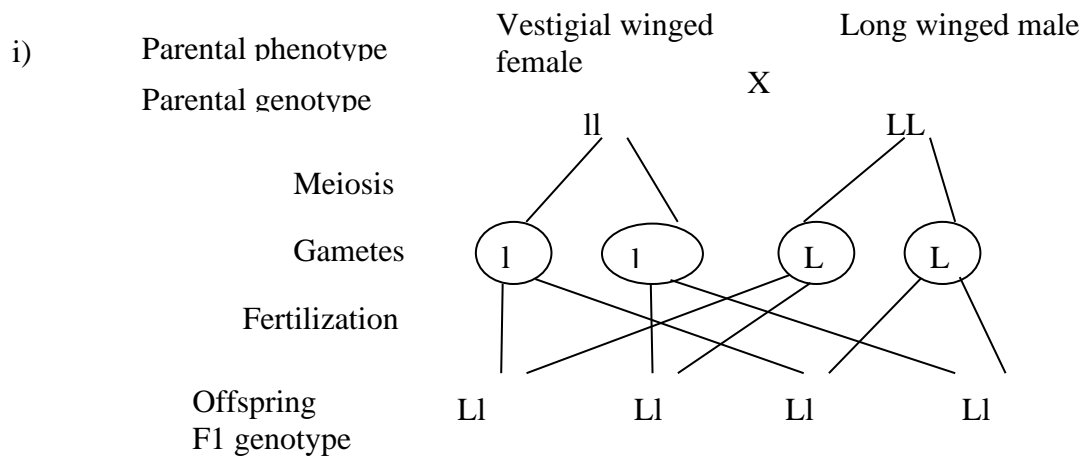 i)
Parental phenotype
Vestigial winged
female
Long winged male
Parental genotype
X
ll
LL
Meiosis
Gametes
l
l
L
L
Fertilization
Offspring
F1 genotype
Ll
Ll
Ll
Ll